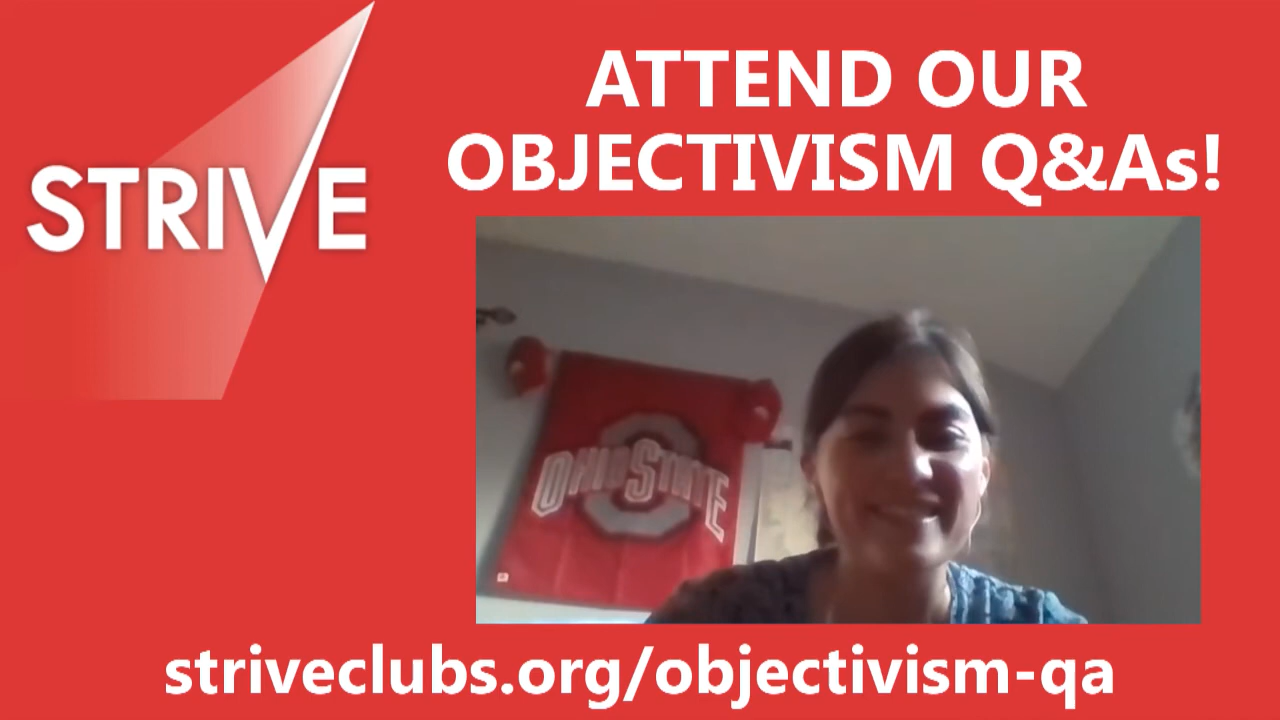 STRIVE
ATTEND OUR
OBJECTIVISM Q&As!
OHIO STATE
striveclubs.org/objectivism-qa